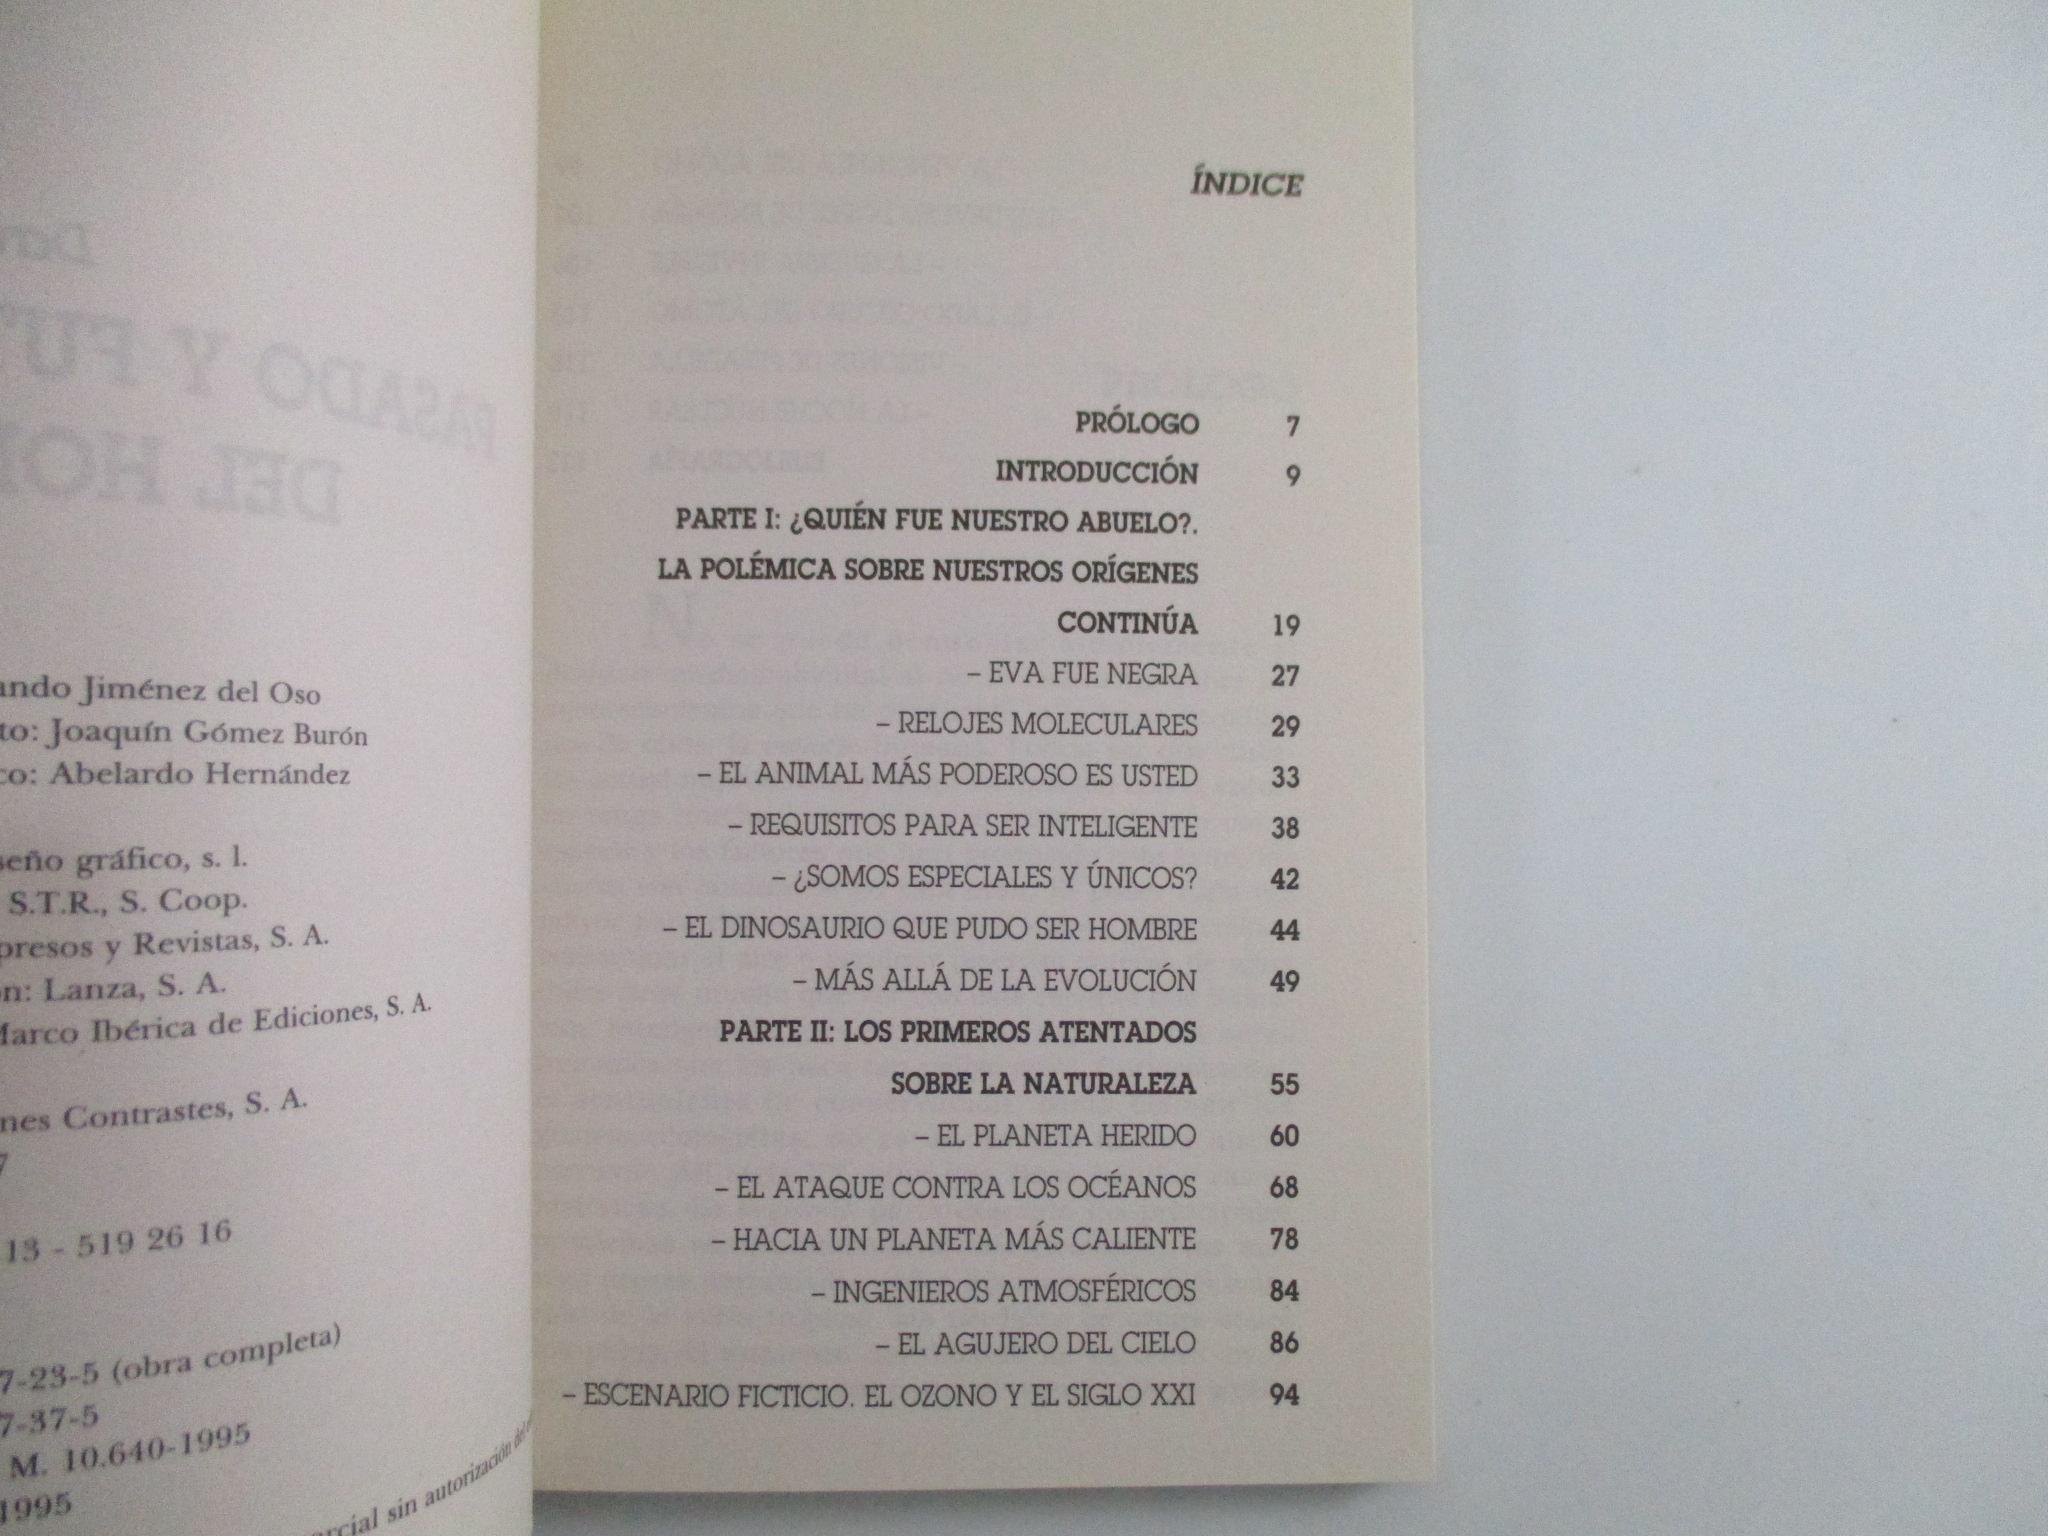 ando Jiménez del Oso
to: Joaquín Gómez Burón
co: Abelardo Hernández
seño gráfico, s. l.
S.T.R., S. Coop.
presos y Revistas, S. A.
ón: Lanza, S. A.
Marco Ibérica de Ediciones, S. A.
nes Contrastes, S. A.
7
13 - 519 26 16
7-23-5 (obra completa)
7-37-5
M. 10.640-1995
1995
arcial sin autorización del
ÍNDICE
PRÓLOGO 7
INTRODUCCIÓN 9
PARTE I: ¿QUIÉN FUE NUESTRO ABUELO?.
LA POLÉMICA SOBRE NUESTROS ORÍGENES
CONTINÚA 19
– EVA FUE NEGRA 27
– RELOJES MOLECULARES 29
– EL ANIMAL MÁS PODEROSO ES USTED 33
– REQUISITOS PARA SER INTELIGENTE 38
– ¿SOMOS ESPECIALES Y ÚNICOS? 42
– EL DINOSAURIO QUE PUDO SER HOMBRE 44
– MÁS ALLÁ DE LA EVOLUCIÓN 49
PARTE II: LOS PRIMEROS ATENTADOS
SOBRE LA NATURALEZA 55
– EL PLANETA HERIDO 60
– EL ATAQUE CONTRA LOS OCÉANOS 68
– HACIA UN PLANETA MÁS CALIENTE 78
– INGENIEROS ATMOSFÉRICOS 84
– EL AGUJERO DEL CIELO 86
– ESCENARIO FICTICIO. EL OZONO Y EL SIGLO XXI 94